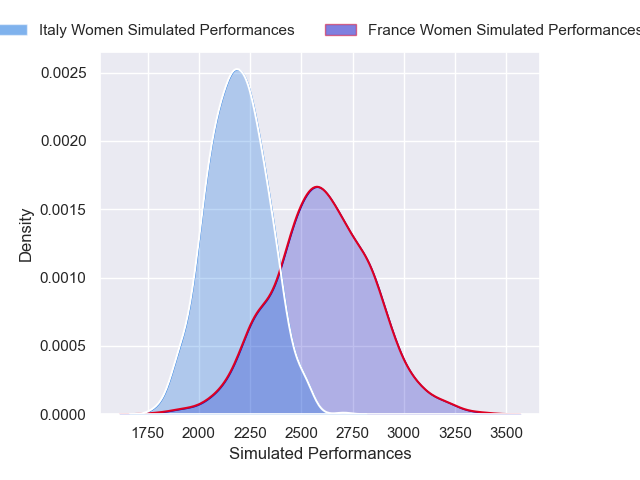 Italy Women Simulated Performances
France Women Simulated Performances
0.0025
0.0020
0.0015
0.0010
0.0005
0.0000
Density
1750 2000 2250 2500 2750 3000 3250 3500
Simulated Performances